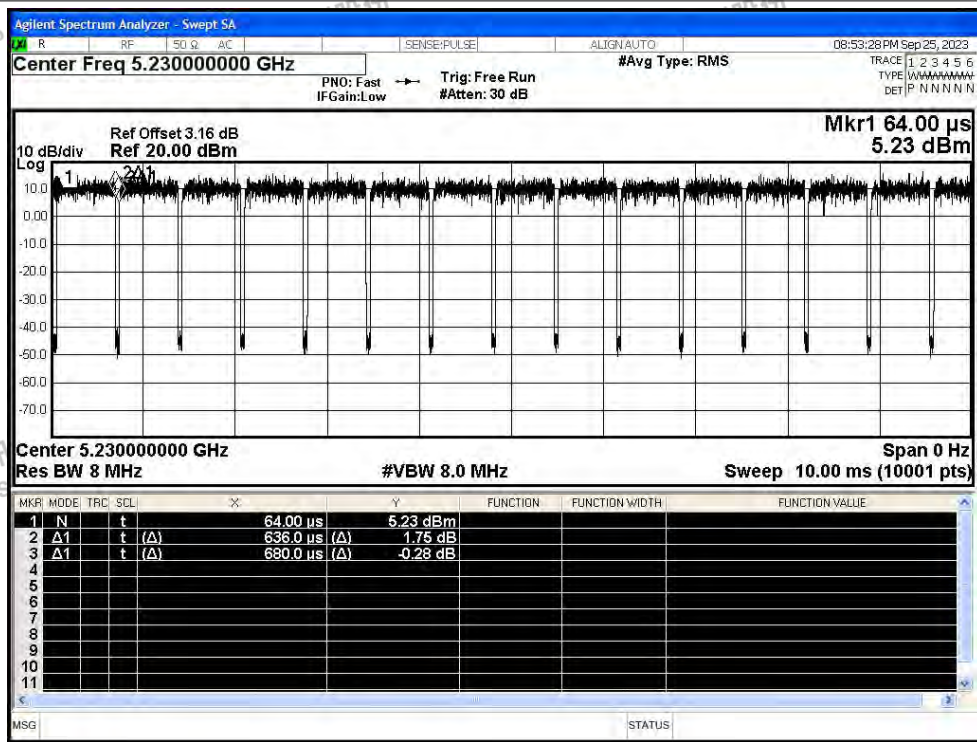 Agilent Spectrum Analyzer - Swept SA
LXI R RF 50 Ω AC SENSE:PULSE ALIGN AUTO 08:53:28 PM Sep 25, 2023
Center Freq 5.230000000 GHz
PNO: Fast
IFGain:Low
Trig: Free Run
#Atten: 30 dB
#Avg Type: RMS
TRACE 1 2 3 4 5 6
TYPE WWWWWW
DET P N N N N N
Mkr1 64.00 µs
5.23 dBm
Ref Offset 3.16 dB
10 dB/div Ref 20.00 dBm
Log
1 2Δ1
10.0
0.00
-10.0
-20.0
-30.0
-40.0
-50.0
-60.0
-70.0
Center 5.230000000 GHz Span 0 Hz
Res BW 8 MHz #VBW 8.0 MHz Sweep 10.00 ms (10001 pts)
MKR MODE TRC SCL X Y FUNCTION FUNCTION WIDTH FUNCTION VALUE
1 N t 64.00 µs 5.23 dBm
2 Δ1 t (Δ) 636.0 µs (Δ) 1.75 dB
3 Δ1 t (Δ) 680.0 µs (Δ) -0.28 dB
4
5
6
7
8
9
10
11
MSG STATUS